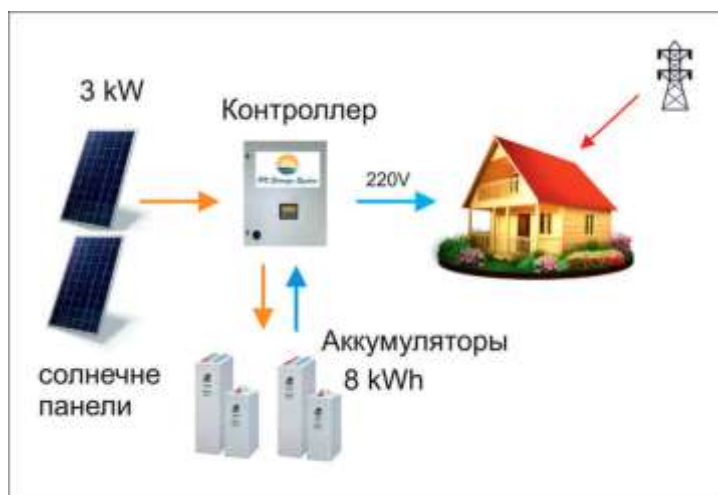 3 kW
Контроллер
220V
Аккумуляторы
8 kWh
солнечне
панели